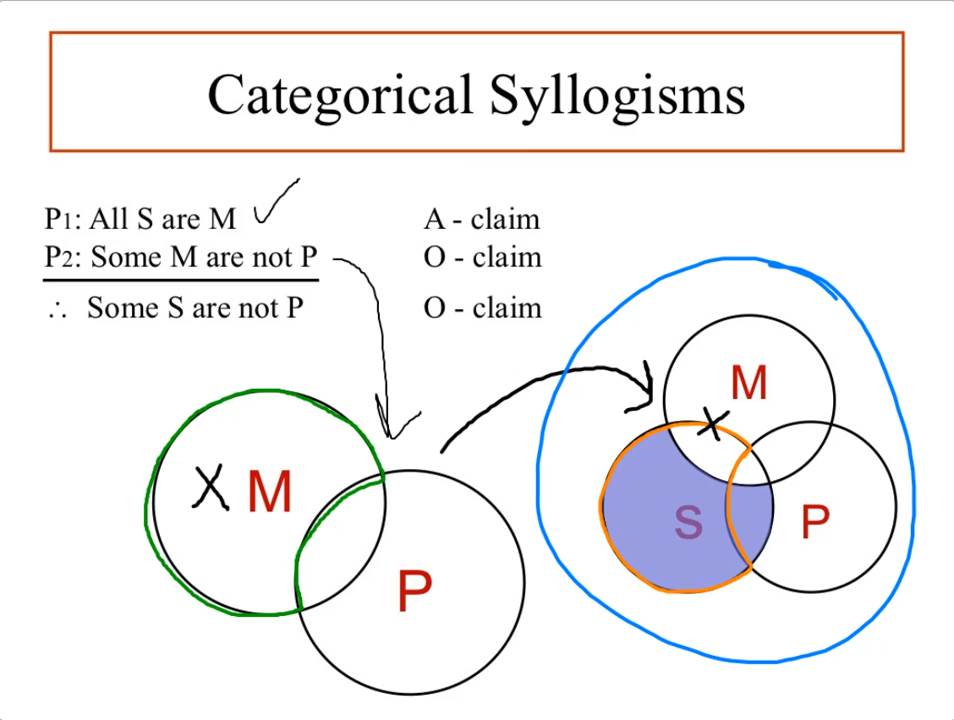 Categorical Syllogisms
P1: All S are M
A - claim
P2: Some M are not P
O - claim
∴ Some S are not P
O - claim
M
X
S
P
X M
P